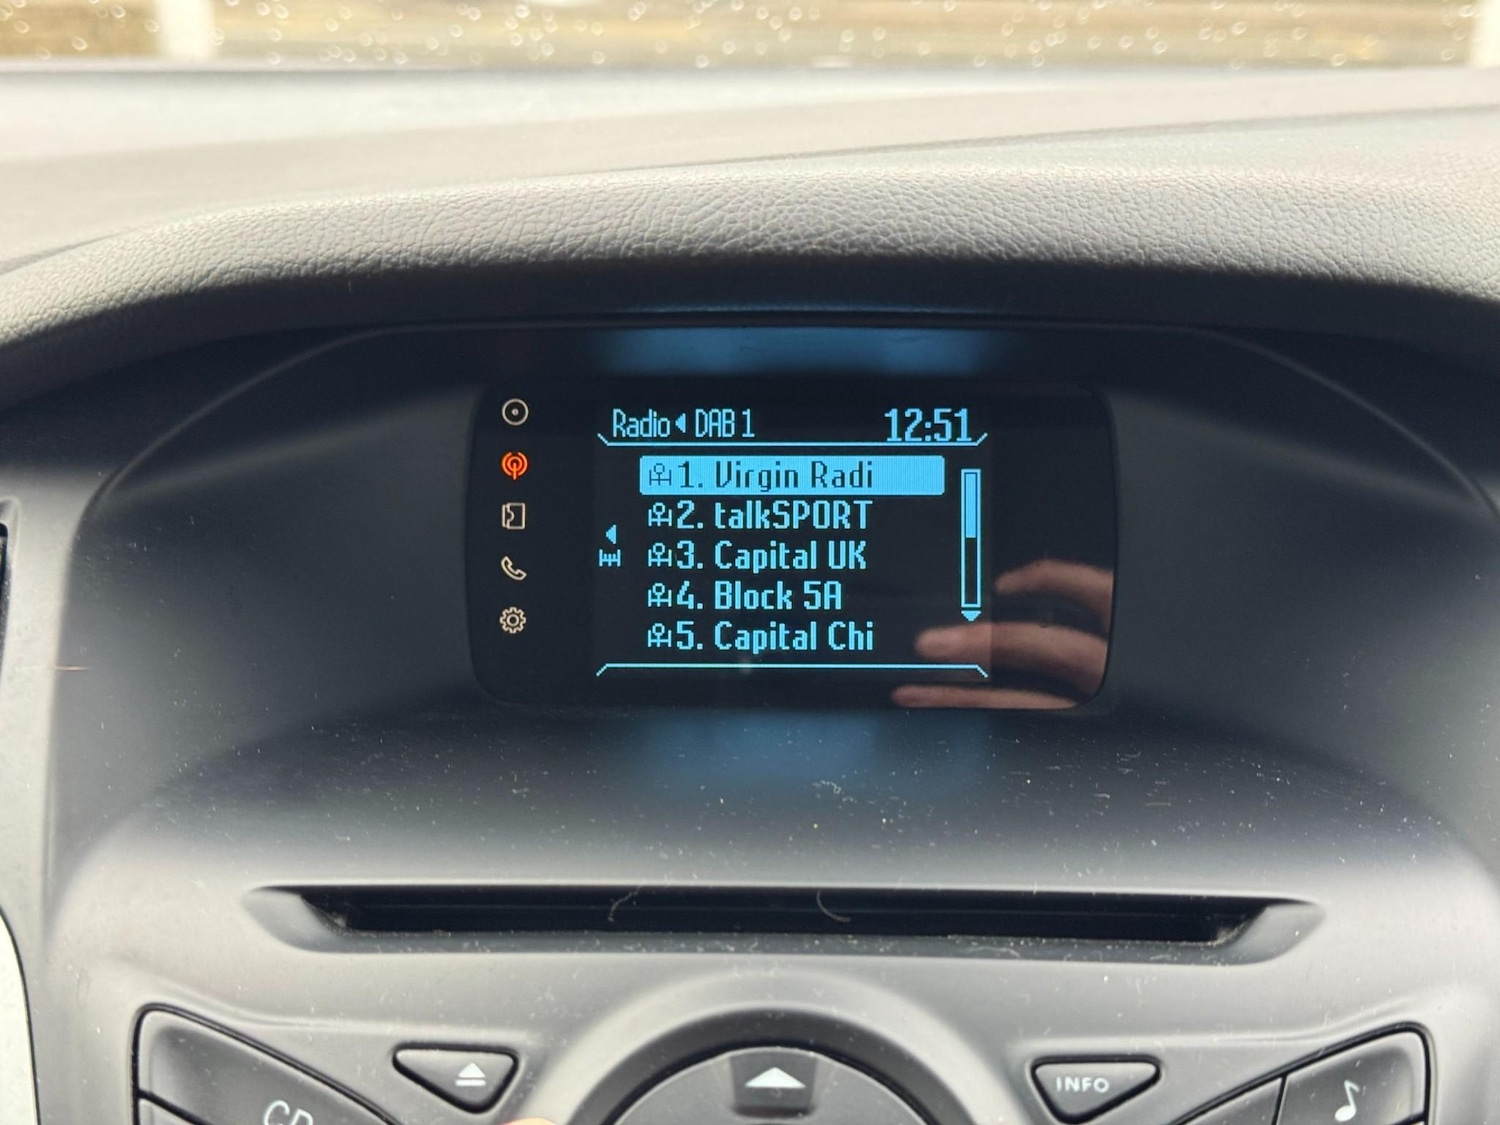 Radio DAB 1 12:51
1. Virgin Radi
2. talkSPORT
3. Capital UK
4. Block 5A
5. Capital Chi
INFO
CD